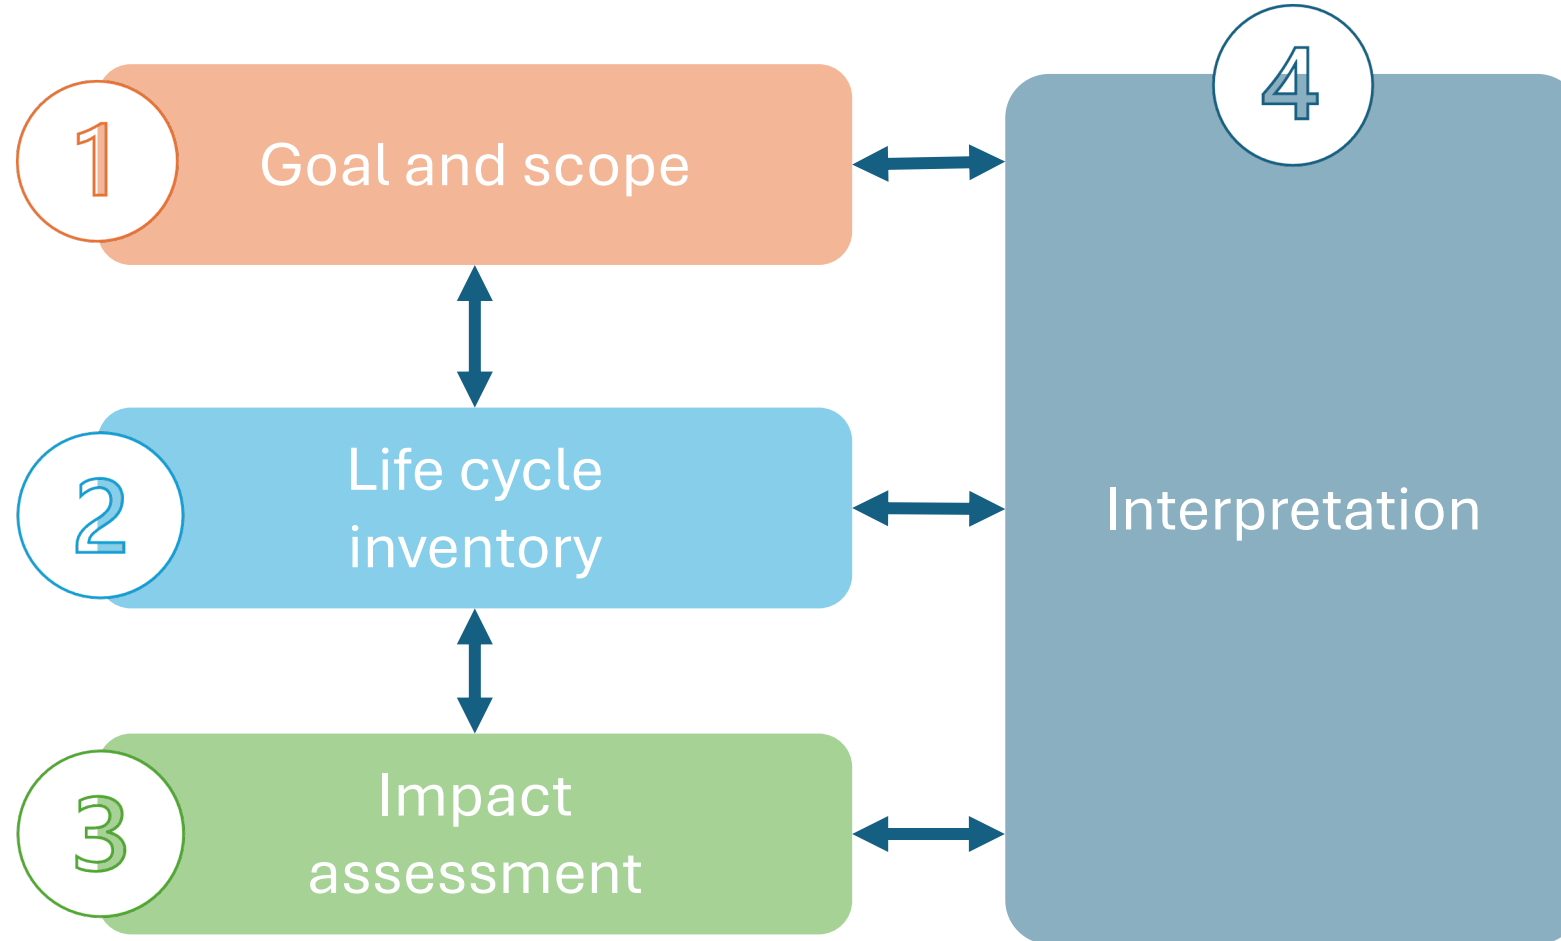 1
Goal and scope
2
Life cycle
inventory
3
Impact
assessment
4
Interpretation